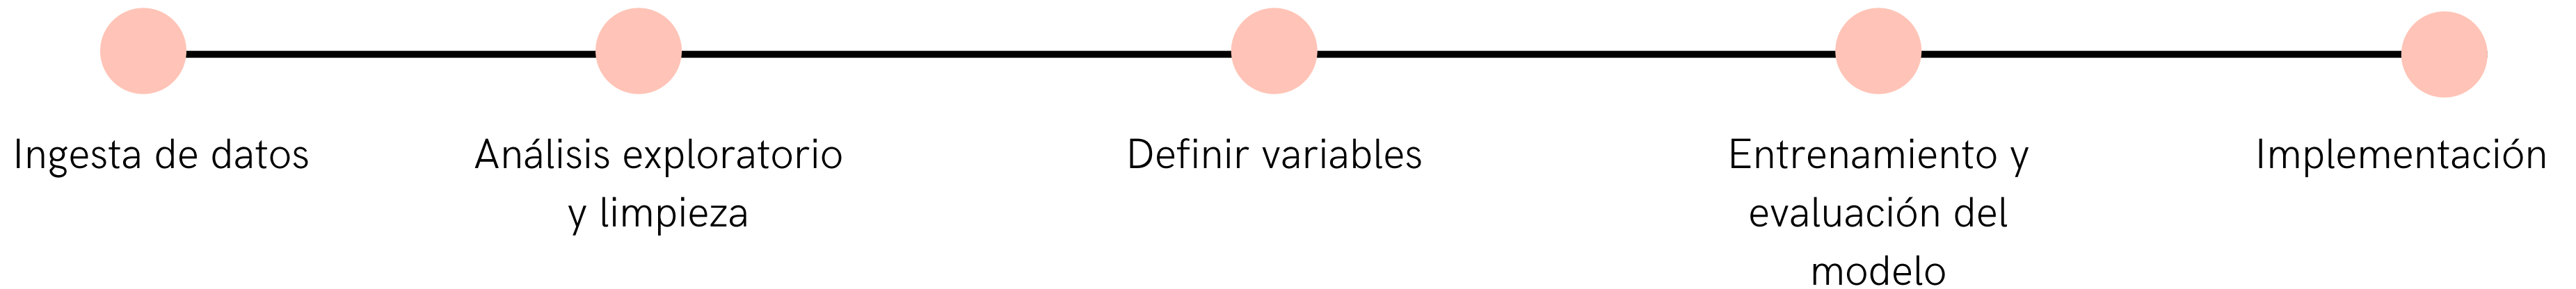 Ingesta de datos
Análisis exploratorio
y limpieza
Definir variables
Entrenamiento y
evaluación del
modelo
Implementación